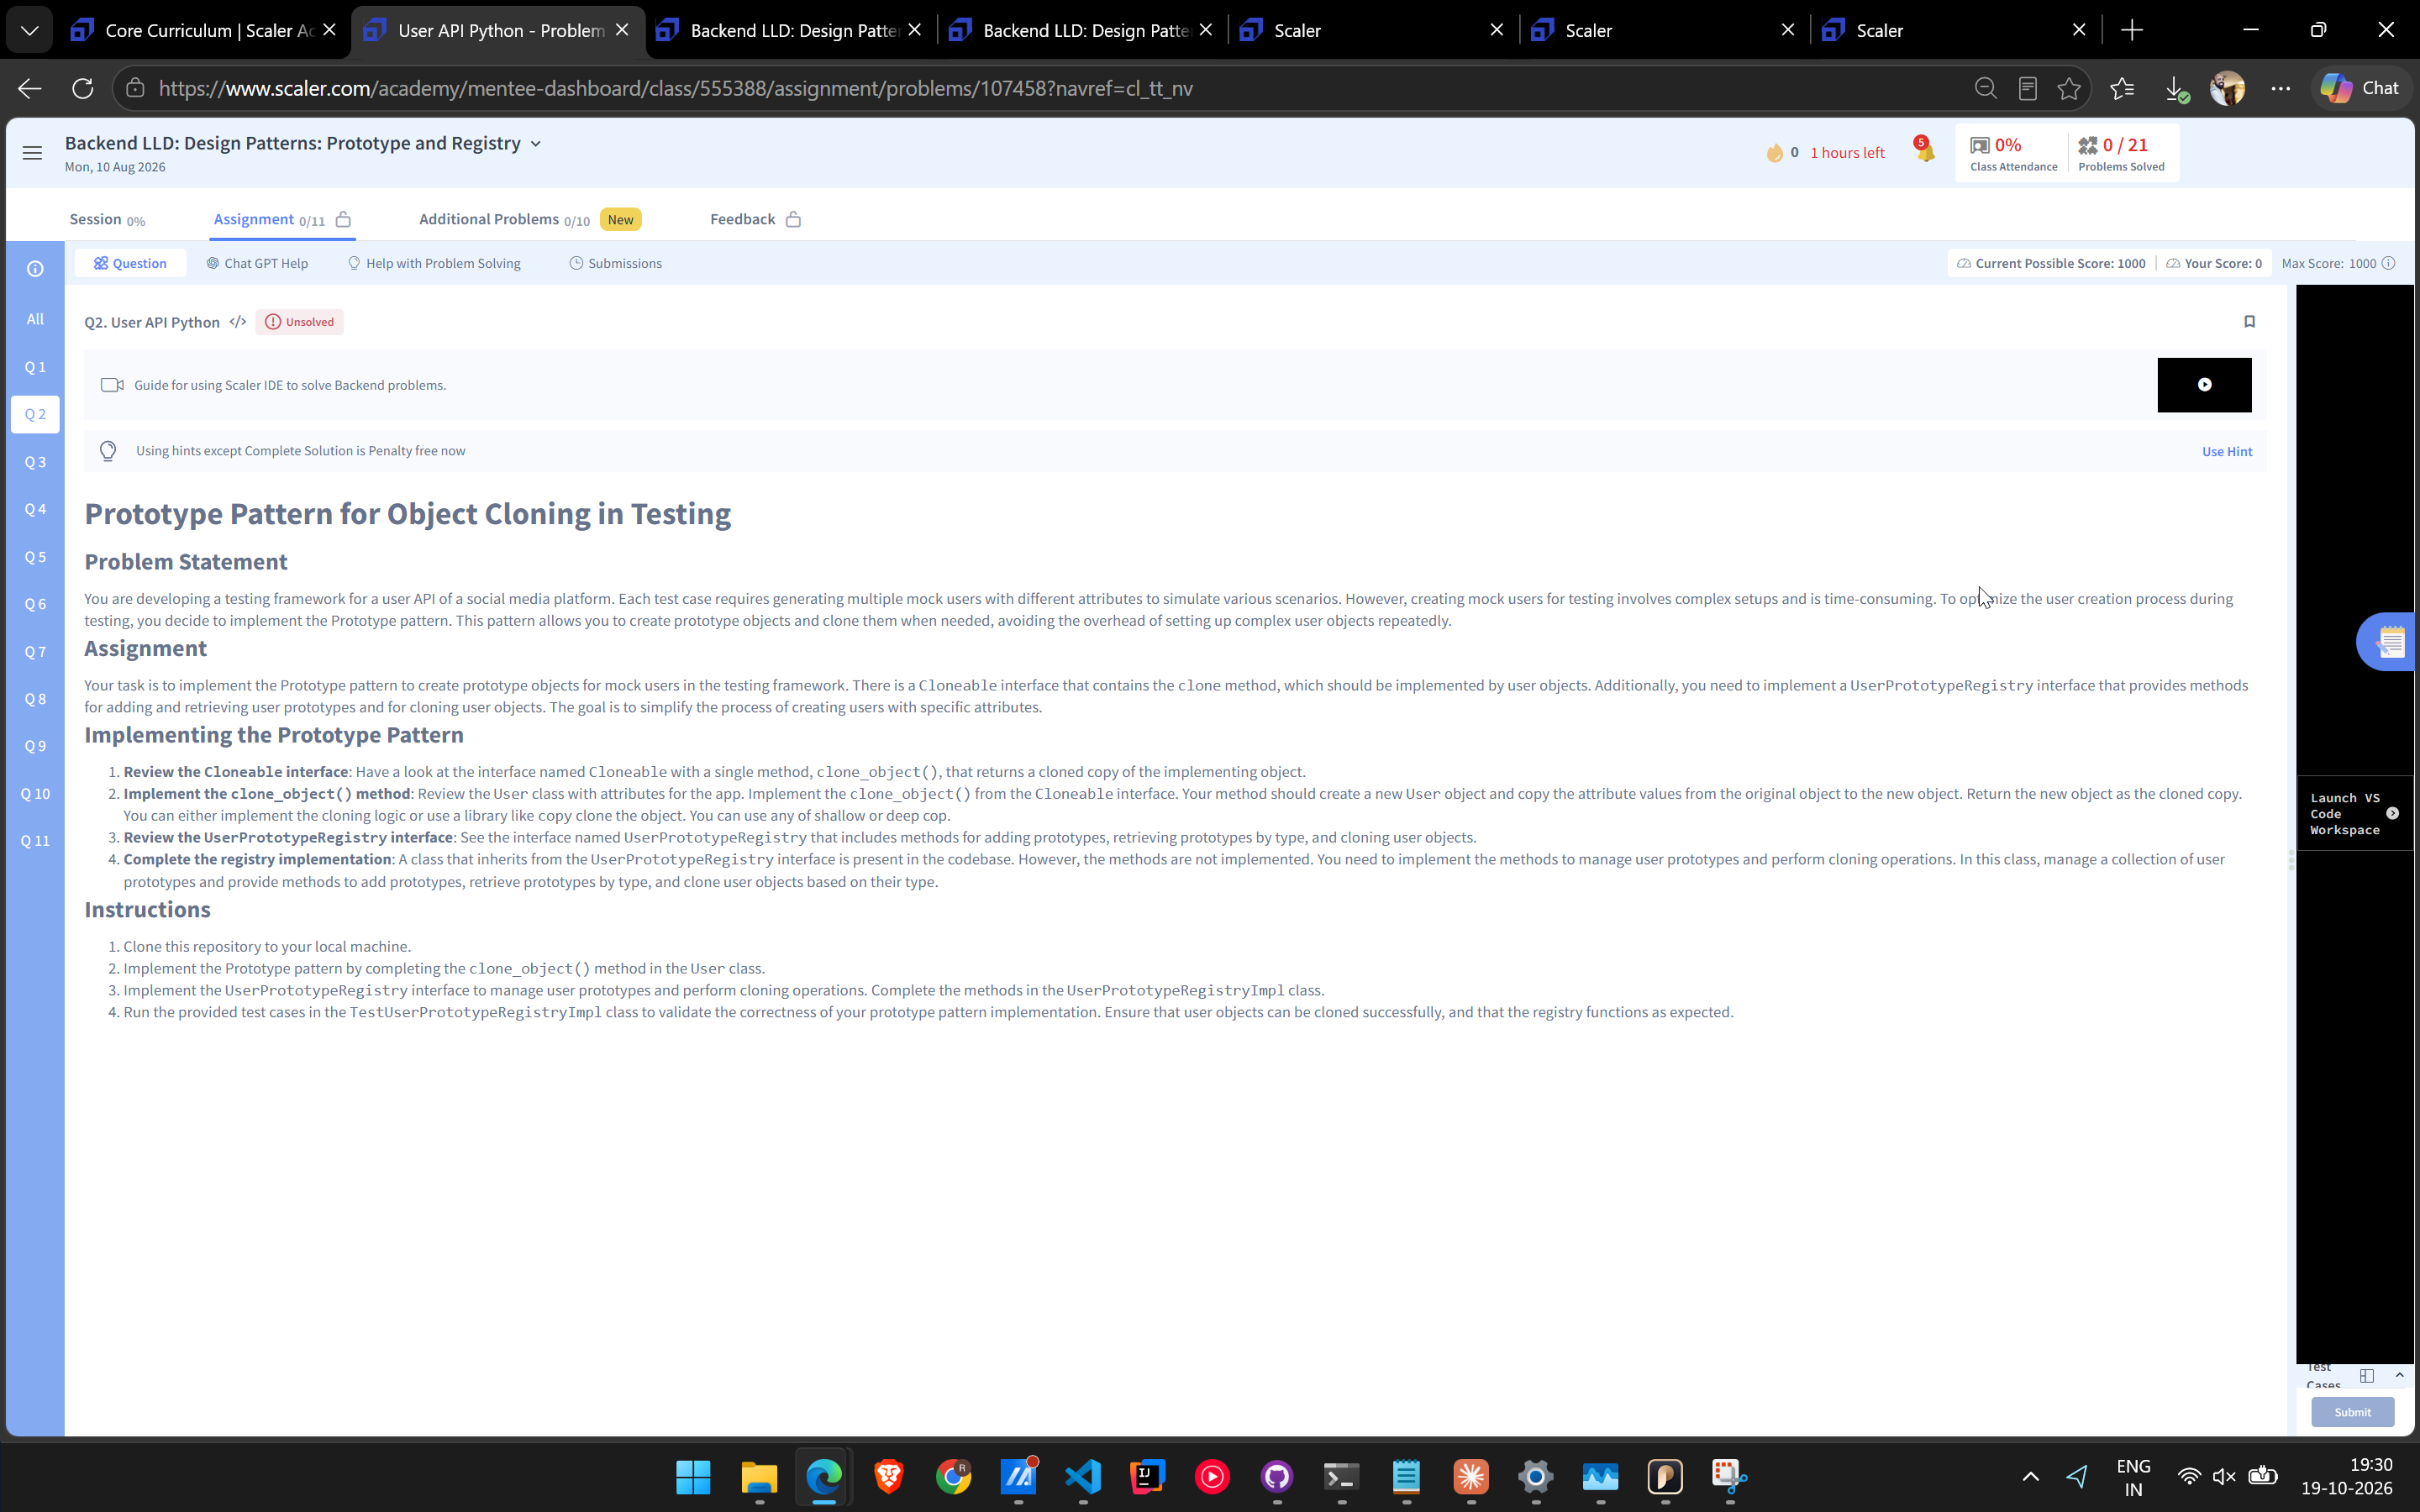 Core Curriculum | Scaler Ac
User API Python - Problem
Backend LLD: Design Patte
Backend LLD: Design Patte
Scaler
Scaler
Scaler
https://www.scaler.com/academy/mentee-dashboard/class/555388/assignment/problems/107458?navref=cl_tt_nv
Chat
Backend LLD: Design Patterns: Prototype and Registry
Mon, 10 Aug 2026
0 1 hours left
5
0%
Class Attendance
0 / 21
Problems Solved
Session 0%
Assignment 0/11
Additional Problems 0/10 New
Feedback
Question
Chat GPT Help
Help with Problem Solving
Submissions
Current Possible Score: 1000
Your Score: 0
Max Score: 1000
All
Q 1
Q 2
Q 3
Q 4
Q 5
Q 6
Q 7
Q 8
Q 9
Q 10
Q 11
Q2. User API Python </> Unsolved
Guide for using Scaler IDE to solve Backend problems.
Using hints except Complete Solution is Penalty free now
Use Hint
Prototype Pattern for Object Cloning in Testing
Problem Statement
You are developing a testing framework for a user API of a social media platform. Each test case requires generating multiple mock users with different attributes to simulate various scenarios. However, creating mock users for testing involves complex setups and is time-consuming. To optimize the user creation process during
testing, you decide to implement the Prototype pattern. This pattern allows you to create prototype objects and clone them when needed, avoiding the overhead of setting up complex user objects repeatedly.
Assignment
Your task is to implement the Prototype pattern to create prototype objects for mock users in the testing framework. There is a Cloneable interface that contains the clone method, which should be implemented by user objects. Additionally, you need to implement a UserPrototypeRegistry interface that provides methods
for adding and retrieving user prototypes and for cloning user objects. The goal is to simplify the process of creating users with specific attributes.
Implementing the Prototype Pattern
1. Review the Cloneable interface: Have a look at the interface named Cloneable with a single method, clone_object(), that returns a cloned copy of the implementing object.
2. Implement the clone_object() method: Review the User class with attributes for the app. Implement the clone_object() from the Cloneable interface. Your method should create a new User object and copy the attribute values from the original object to the new object. Return the new object as the cloned copy.
You can either implement the cloning logic or use a library like copy clone the object. You can use any of shallow or deep cop.
3. Review the UserPrototypeRegistry interface: See the interface named UserPrototypeRegistry that includes methods for adding prototypes, retrieving prototypes by type, and cloning user objects.
4. Complete the registry implementation: A class that inherits from the UserPrototypeRegistry interface is present in the codebase. However, the methods are not implemented. You need to implement the methods to manage user prototypes and perform cloning operations. In this class, manage a collection of user
prototypes and provide methods to add prototypes, retrieve prototypes by type, and clone user objects based on their type.
Instructions
1. Clone this repository to your local machine.
2. Implement the Prototype pattern by completing the clone_object() method in the User class.
3. Implement the UserPrototypeRegistry interface to manage user prototypes and perform cloning operations. Complete the methods in the UserPrototypeRegistryImpl class.
4. Run the provided test cases in the TestUserPrototypeRegistryImpl class to validate the correctness of your prototype pattern implementation. Ensure that user objects can be cloned successfully, and that the registry functions as expected.
Launch VS
Code
Workspace
Test
Cases
Submit
ENG
IN
19:30
19-10-2026